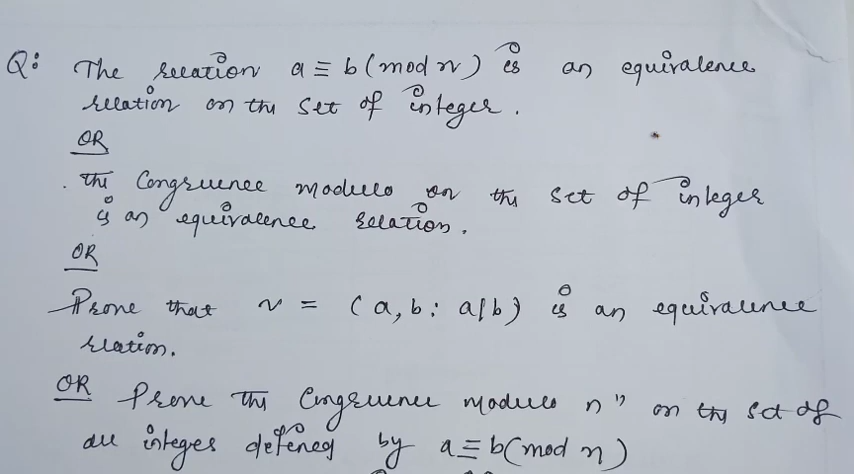 Q: The relation a ≡ b (mod n) is an equivalence
relation on the set of integer.
OR
. The Congruence modulo on the set of integer
is an equivalence relation.
OR
Prove that r = (a, b : a/b) is an equivalence
relation.
OR Prove the Congruence modulo n" on the set of
all integes defined by a ≡ b (mod n)